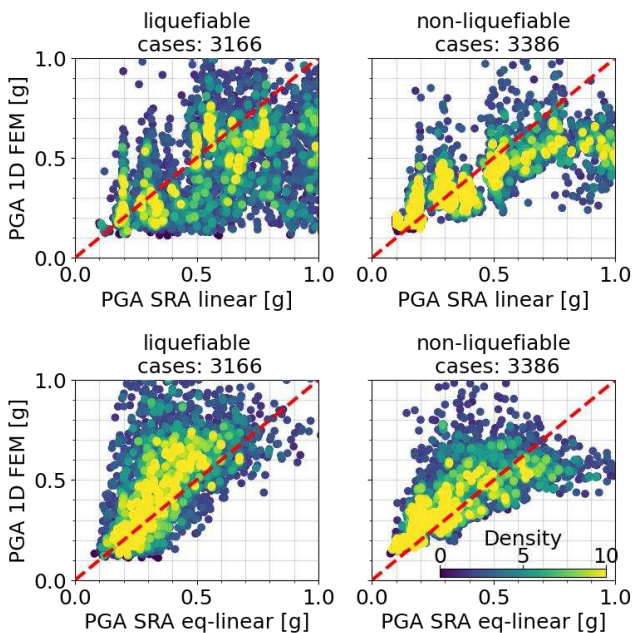 liquefiable
cases: 3166
non-liquefiable
cases: 3386
PGA 1D FEM [g]
1.0
0.5
0.0
0.0 0.5 1.0
PGA SRA linear [g]
0.0 0.5 1.0
PGA SRA linear [g]
liquefiable
cases: 3166
non-liquefiable
cases: 3386
PGA 1D FEM [g]
1.0
0.5
0.0
Density
0 5 10
0.0 0.5 1.0
PGA SRA eq-linear [g]
0.0 0.5 1.0
PGA SRA eq-linear [g]